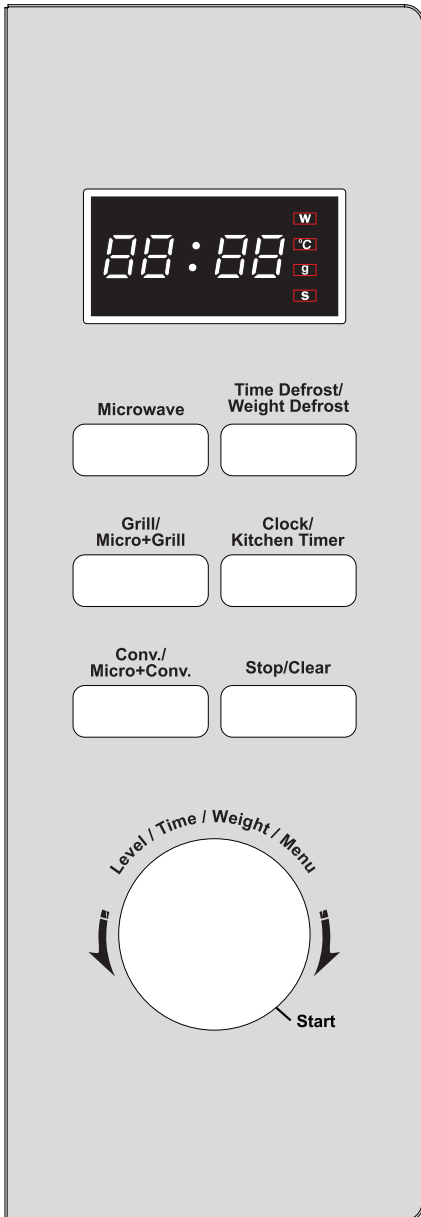 88:88
W
°C
g
S
Microwave
Time Defrost/
Weight Defrost
Grill/
Micro+Grill
Clock/
Kitchen Timer
Conv./
Micro+Conv.
Stop/Clear
Level / Time / Weight / Menu
Start